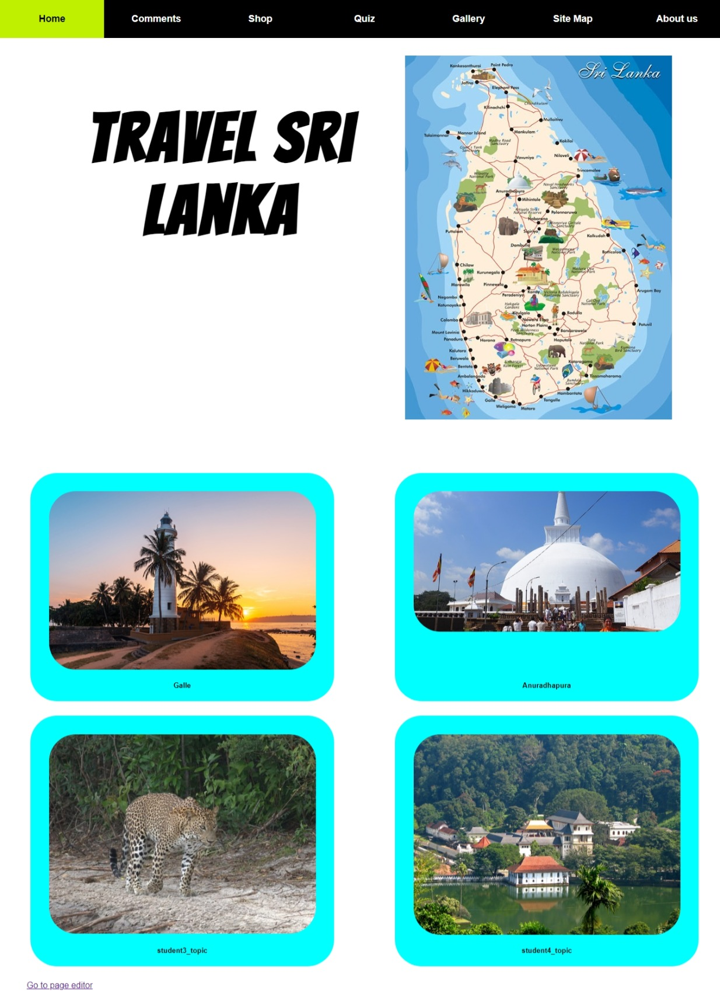 Home Comments Shop Quiz Gallery Site Map About us
TRAVEL SRI
LANKA
Sri Lanka
Kankesanthurai
Point Pedro
Jaffna
Elephant Pass
Chundikulam
Kilinochchi
Mullaitivu
Talaimannar
Mannar Island
Mankulam
Madhu Road
Sanctuary
Kokilai
Giant's Tank
Sanctuary
Nilaveli
Vavuniya
Trincomalee
Wilpattu
National Park
Naval Headworks
Sanctuary
Anuradhapura
Mihintale
Ritigala Strict
Natural Reserve
Polonnaruwa
Habarana
Minneriya Giritale
Sanctuary
Sigiriya
Puttalam
Kalkudah
Dambulla
Wasgamuwa
National Park
Batticaloa
Chilaw
Kurunegala
Maduru Oya
National Park
Marawila
Pinnewala
Arugam Bay
Kandy
Peradeniya
Victoria Randenigala
Rantambe Sanctuary
Negombo
Katunayaka
Gal Oya
National Park
Hakgala
Gardens
Kitulgala
Badulla
Colombo
Nuwara Eliya
Horton Plains
Potuvil
Mount Lavinia
Peak Wilderness
Sanctuary
Bandarawela
Panadura
Horana
Ratnapura
Haputale
Yala
National Park
Kumana
Bird Sanctuary
Kalutara
Beruwala
Bentota
Sinharaja
Rain Forest
Udawalawe
National Park
Kataragama
Ambalangoda
Tissamaharama
Bundala
Sanctuary
Hikkaduwa
Hambantota
Galle
Tangalle
Weligama
Matara
Galle
Anuradhapura
student3_topic
student4_topic
Go to page editor